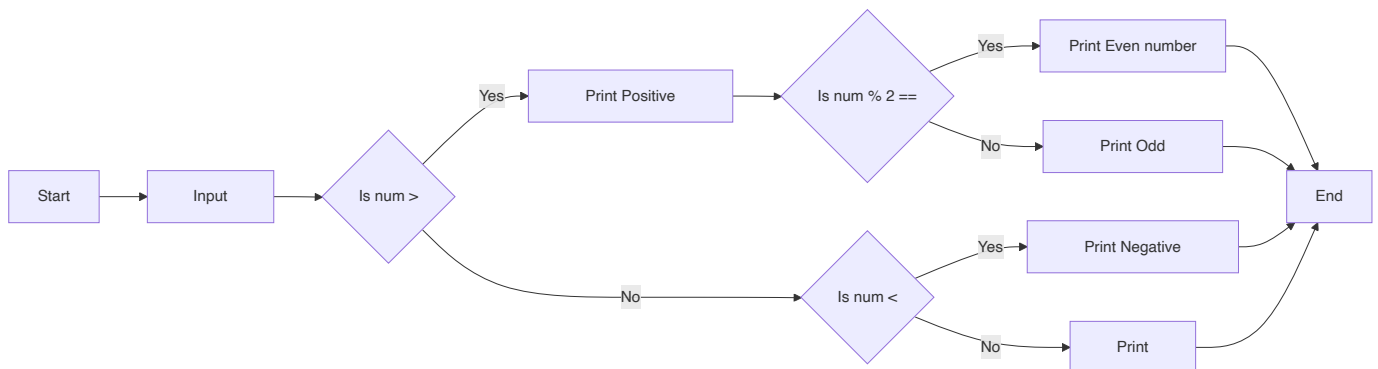 Start
Input
Is num >
Yes
Print Positive
Is num % 2 ==
Yes
Print Even number
No
Print Odd
No
Is num <
Yes
Print Negative
No
Print
End